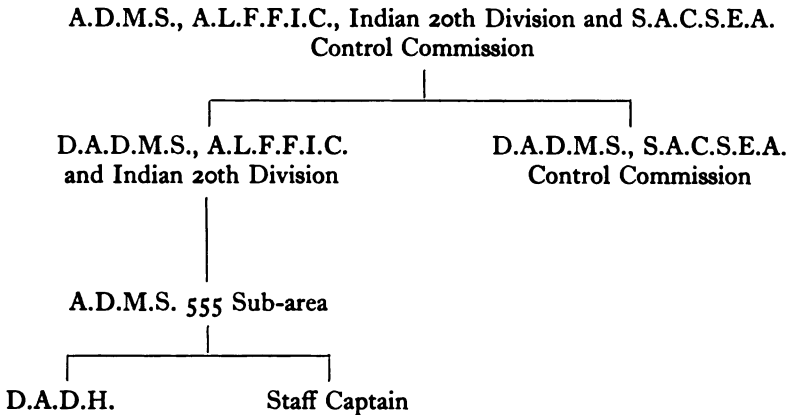 A.D.M.S., A.L.F.F.I.C., Indian 20th Division and S.A.C.S.E.A.
Control Commission
D.A.D.M.S., A.L.F.F.I.C.
and Indian 20th Division
D.A.D.M.S., S.A.C.S.E.A.
Control Commission
A.D.M.S. 555 Sub-area
D.A.D.H.
Staff Captain